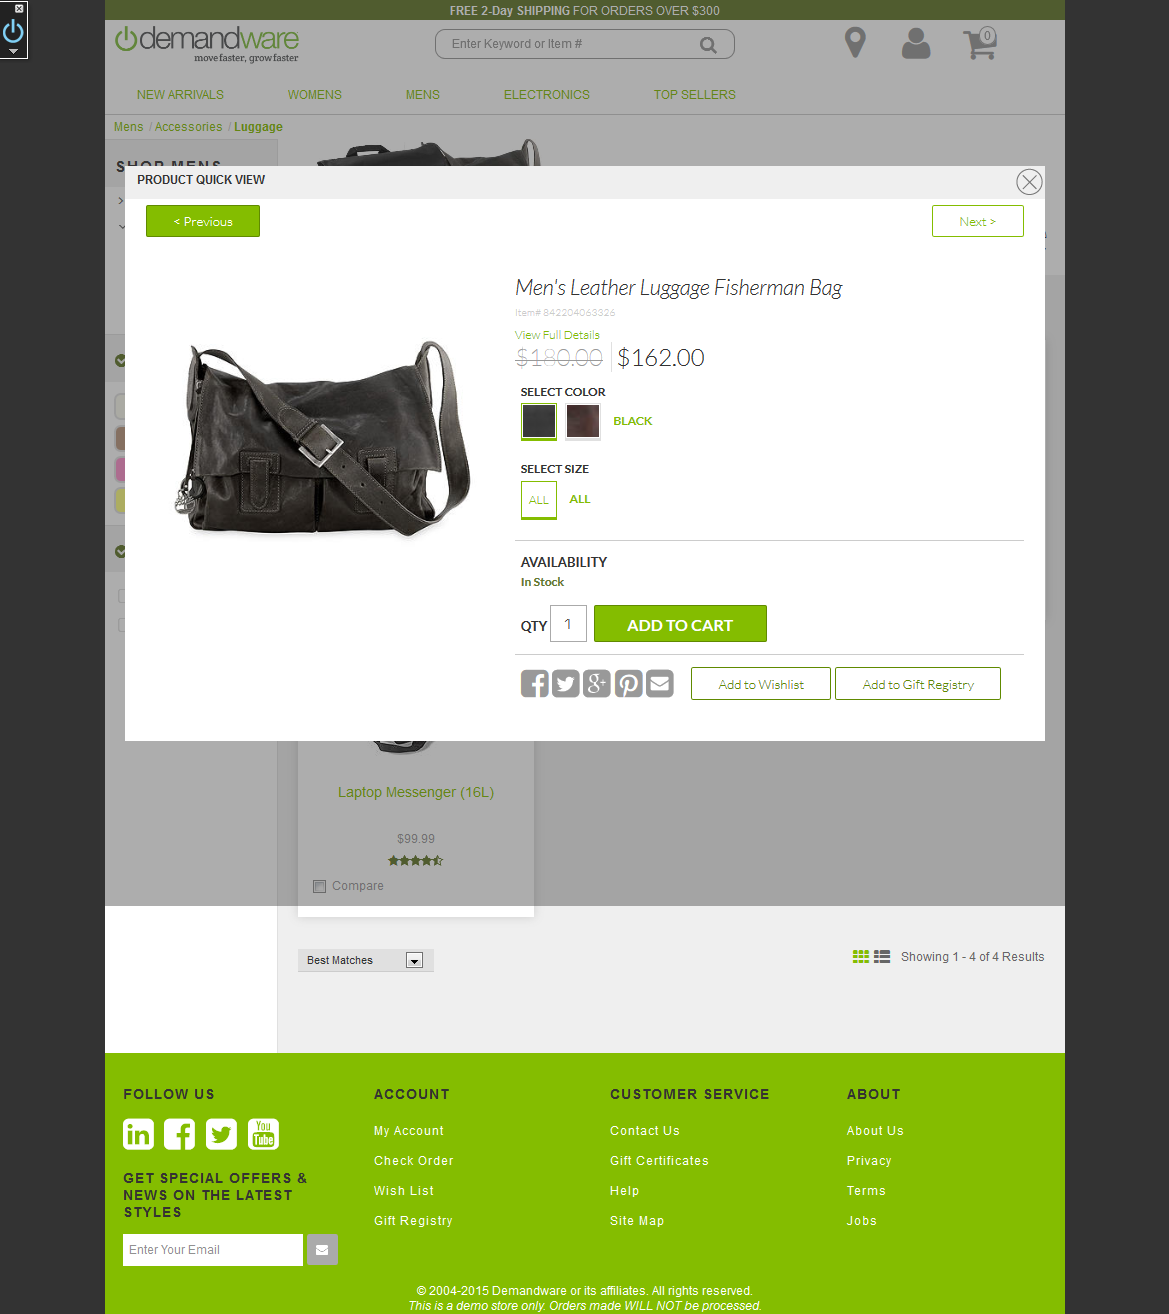 FREE 2-Day SHIPPING FOR ORDERS OVER $300
demandware
move faster, grow faster
Enter Keyword or Item #
0
NEW ARRIVALS WOMENS MENS ELECTRONICS TOP SELLERS
Mens / Accessories / Luggage
SHOP MENS
PRODUCT QUICK VIEW
< Previous
Next >
Men's Leather Luggage Fisherman Bag
Item# 842204063326
View Full Details
$180.00 $162.00
SELECT COLOR
BLACK
SELECT SIZE
ALL ALL
AVAILABILITY
In Stock
QTY 1 ADD TO CART
Add to Wishlist Add to Gift Registry
Laptop Messenger (16L)
$99.99
Compare
Best Matches
Showing 1 - 4 of 4 Results
FOLLOW US
You Tube
GET SPECIAL OFFERS &
NEWS ON THE LATEST
STYLES
Enter Your Email
ACCOUNT
My Account
Check Order
Wish List
Gift Registry
CUSTOMER SERVICE
Contact Us
Gift Certificates
Help
Site Map
ABOUT
About Us
Privacy
Terms
Jobs
© 2004-2015 Demandware or its affiliates. All rights reserved.
This is a demo store only. Orders made WILL NOT be processed.